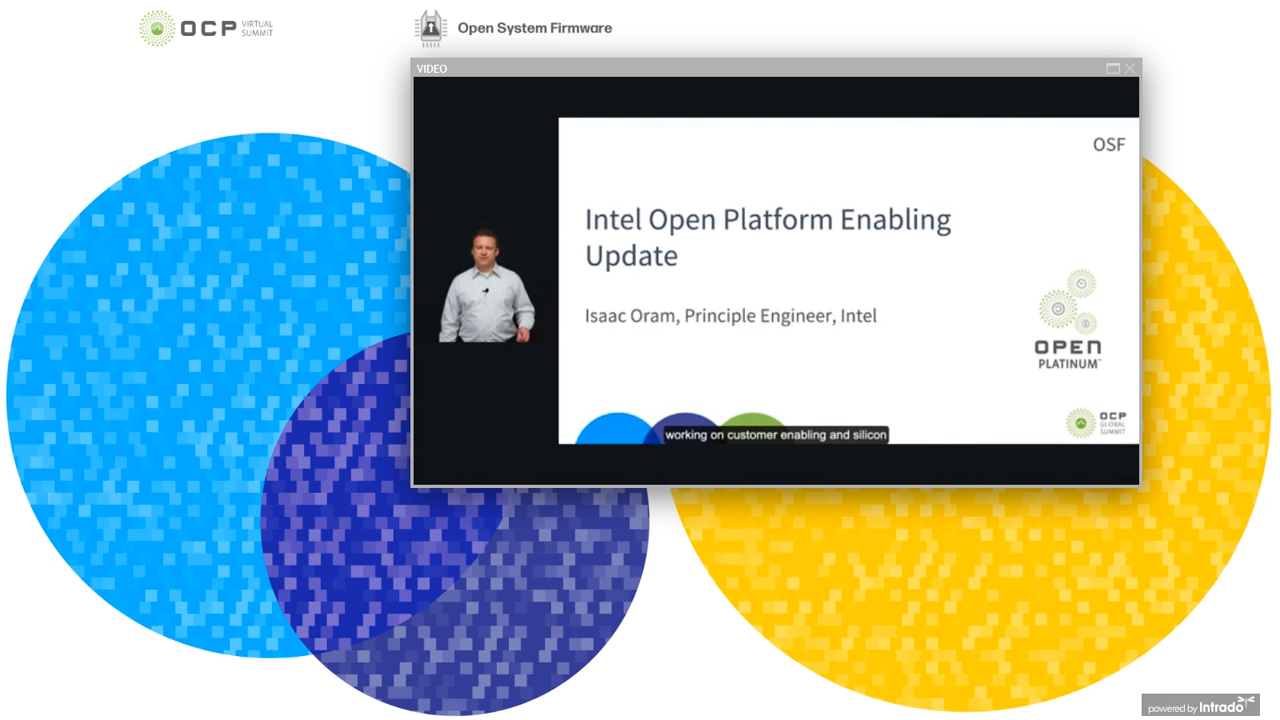 OCP VIRTUAL
SUMMIT
Open System Firmware
VIDEO
OSF
Intel Open Platform Enabling
Update
Isaac Oram, Principle Engineer, Intel
OPEN
PLATINUM™
OCP
GLOBAL
SUMMIT
working on customer enabling and silicon
powered by Intrado